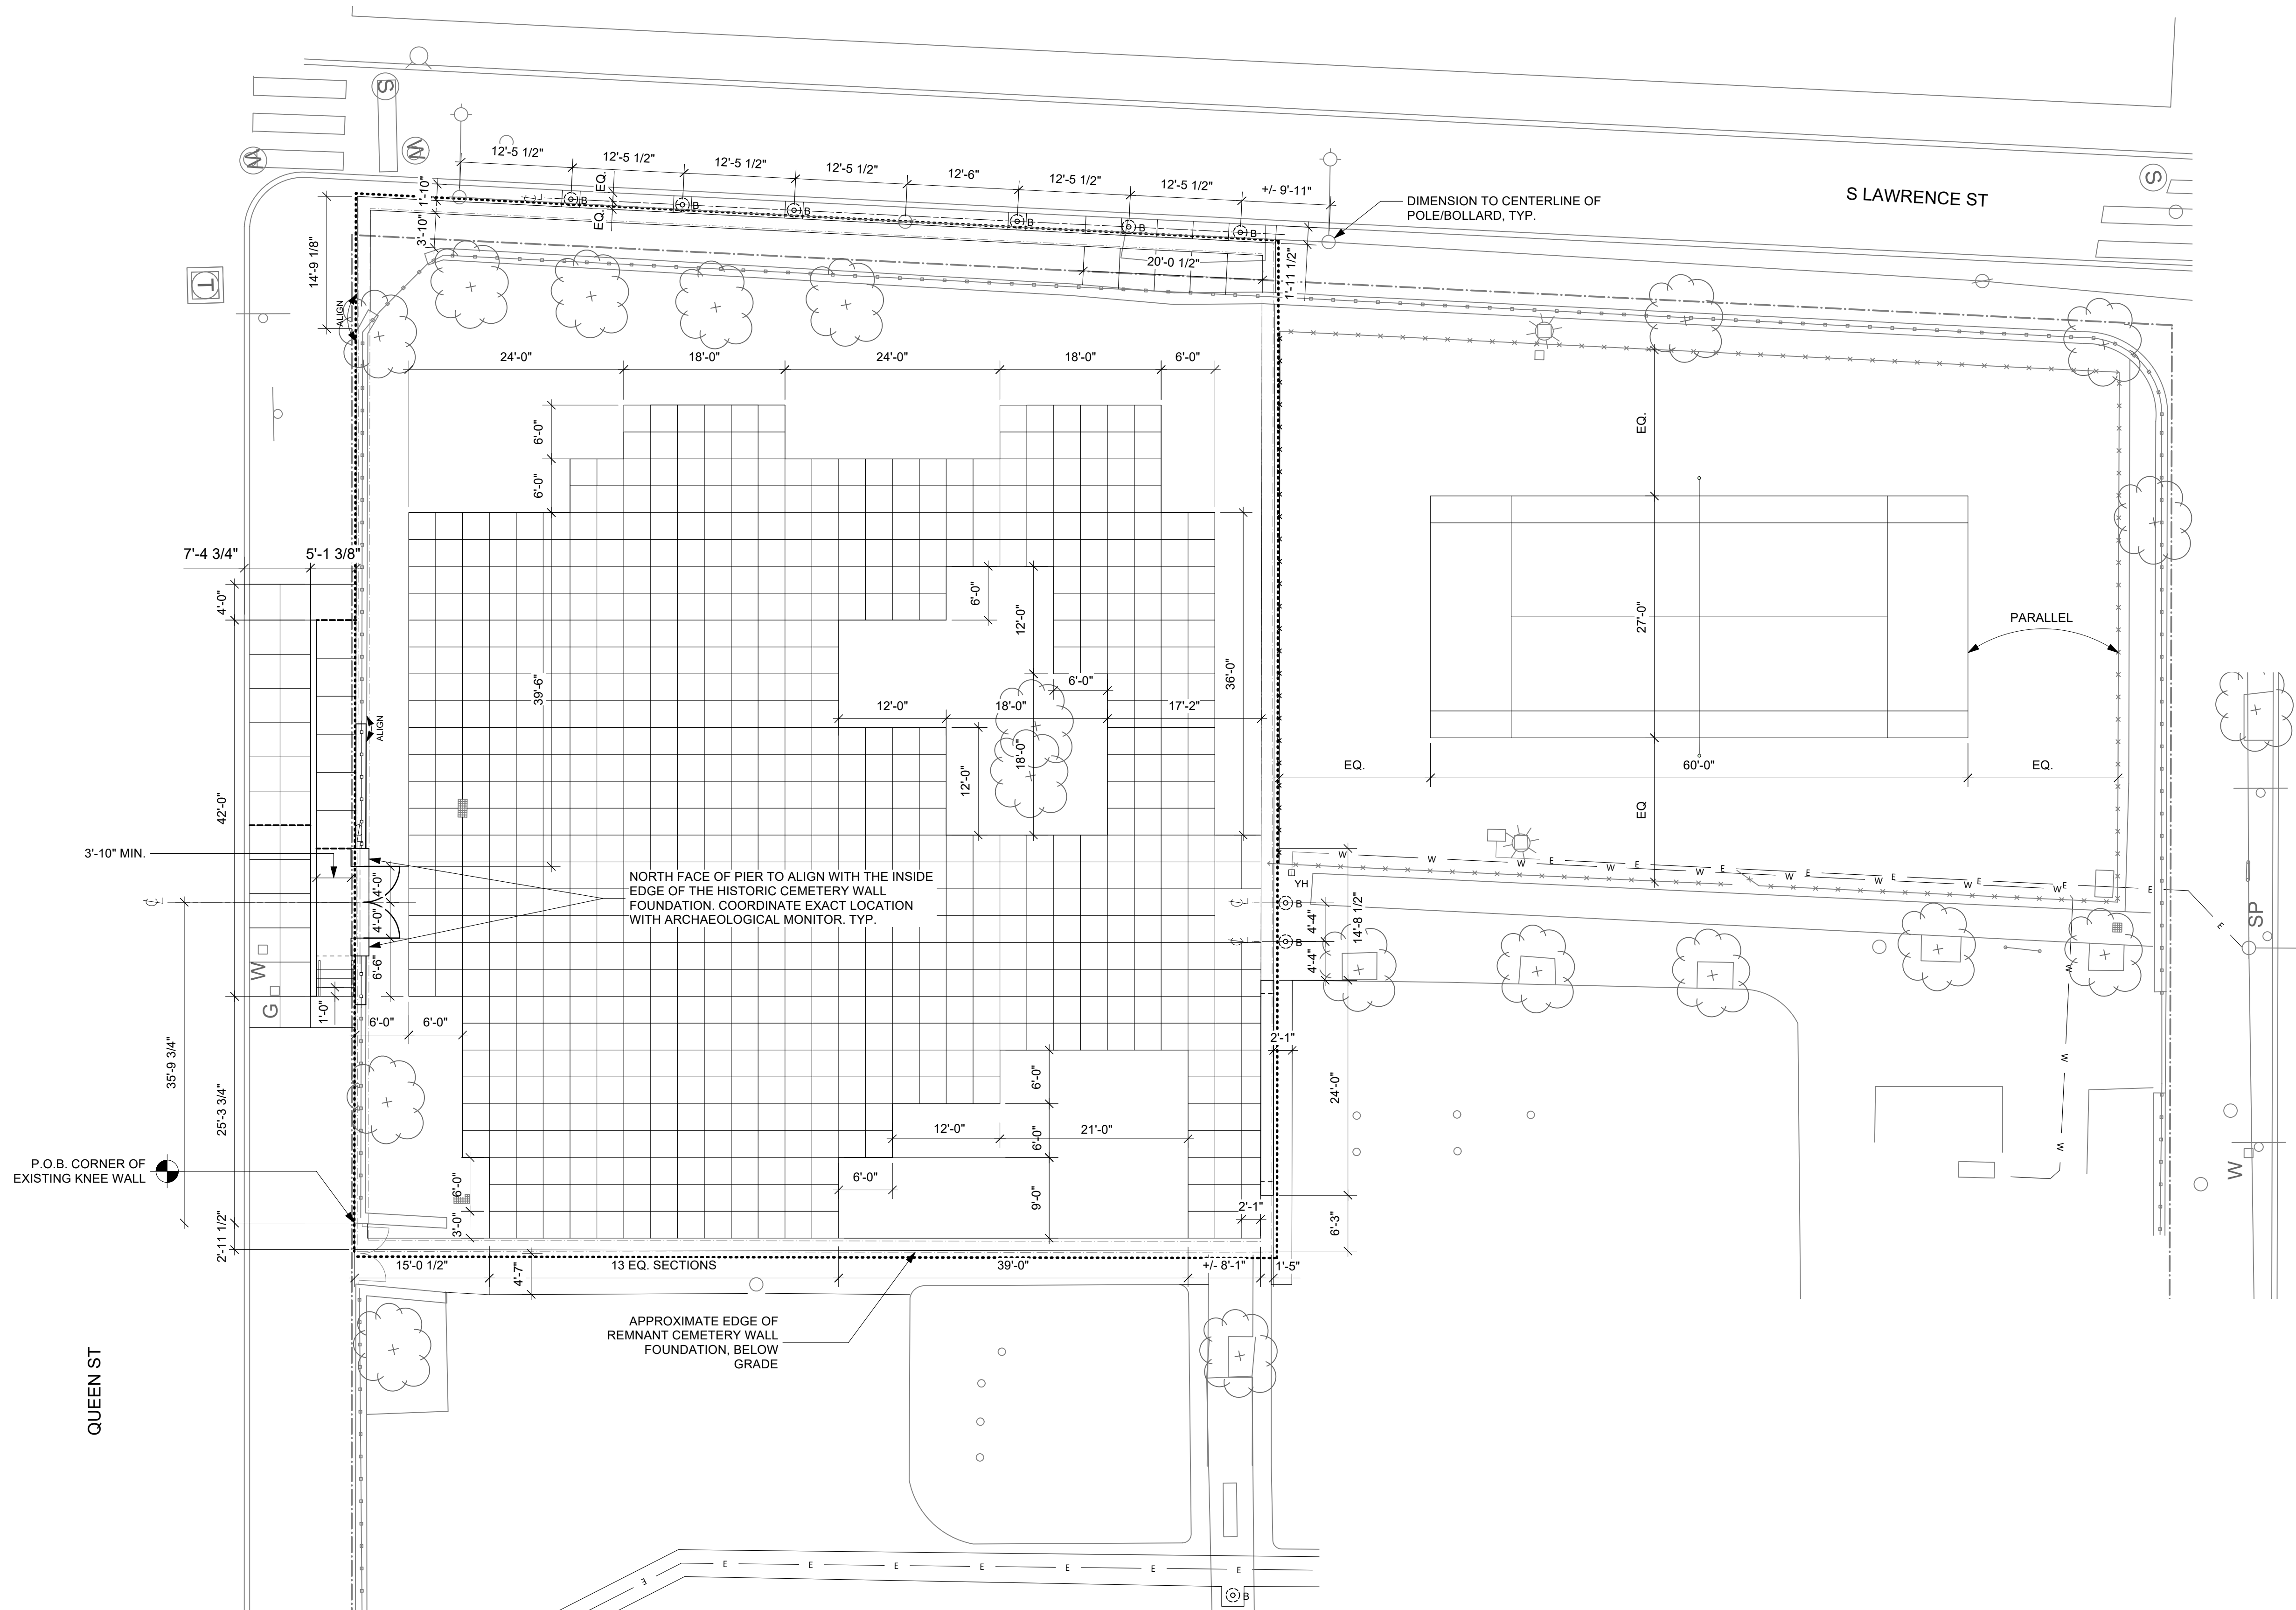 S
W
W
12'-5 1/2"
12'-5 1/2"
12'-5 1/2"
12'-5 1/2"
12'-6"
12'-5 1/2"
12'-5 1/2"
+/- 9'-11"
DIMENSION TO CENTERLINE OF
POLE/BOLLARD, TYP.
S LAWRENCE ST
S
1'-10"
EQ.
EQ.
3'-10"
B
B
B
B
B
B
14'-9 1/8"
ALIGN
T
20'-0 1/2"
1'-11 1/2"
24'-0"
18'-0"
24'-0"
18'-0"
6'-0"
6'-0"
6'-0"
EQ.
7'-4 3/4"
5'-1 3/8"
4'-0"
6'-0"
12'-0"
27'-0"
PARALLEL
39'-6"
36'-0"
6'-0"
12'-0"
18'-0"
17'-2"
ALIGN
18'-0"
12'-0"
EQ.
60'-0"
EQ.
42'-0"
EQ
3'-10" MIN.
NORTH FACE OF PIER TO ALIGN WITH THE INSIDE
EDGE OF THE HISTORIC CEMETERY WALL
FOUNDATION. COORDINATE EXACT LOCATION
WITH ARCHAEOLOGICAL MONITOR. TYP.
4'-0"
4'-0"
6'-6"
W
W
W
E
E
W
E
W
E
W
E
W
E
W
E
E
YH
B
B
4'-4"
4'-4"
14'-8 1/2"
SP
E
W
G
W
1'-0"
6'-0"
6'-0"
2'-1"
W
W
W
35'-9 3/4"
25'-3 3/4"
6'-0"
24'-0"
12'-0"
21'-0"
6'-0"
P.O.B. CORNER OF
EXISTING KNEE WALL
6'-0"
6'-0"
9'-0"
3'-0"
2'-1"
6'-3"
2'-11 1/2"
15'-0 1/2"
4'-7"
13 EQ. SECTIONS
39'-0"
+/- 8'-1"
1'-5"
APPROXIMATE EDGE OF
REMNANT CEMETERY WALL
FOUNDATION, BELOW
GRADE
QUEEN ST
E
E
E
E
E
E
E
E
B